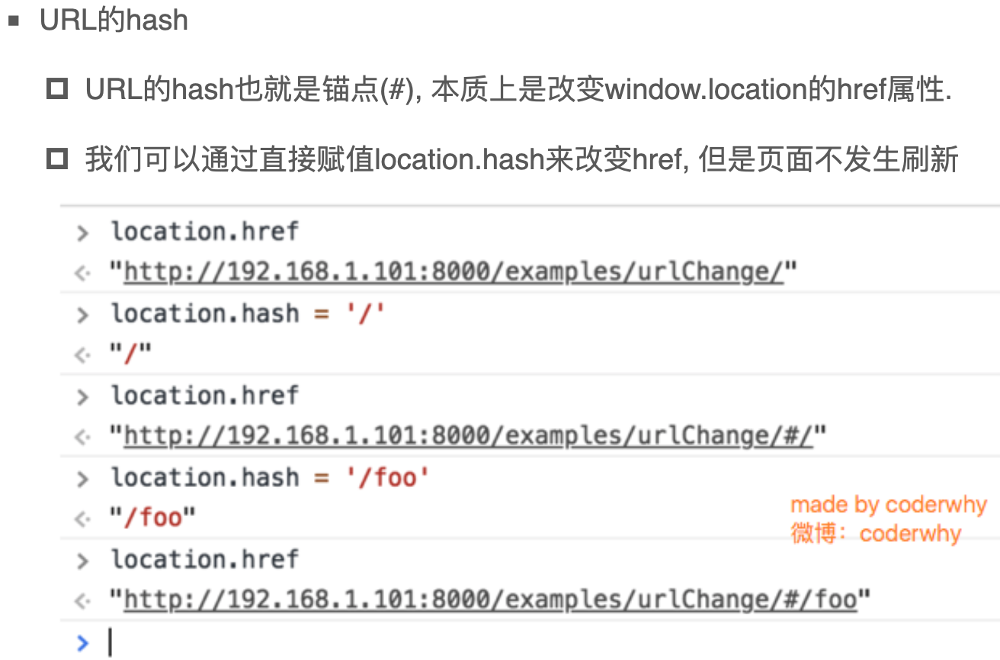 URL的hash
URL的hash也就是锚点(#), 本质上是改变window.location的href属性.
我们可以通过直接赋值location.hash来改变href, 但是页面不发生刷新
> location.href
"http://192.168.1.101:8000/examples/urlChange/"
> location.hash = '/'
"/"
> location.href
"http://192.168.1.101:8000/examples/urlChange/#/"
> location.hash = '/foo'
"/foo"
> location.href
"http://192.168.1.101:8000/examples/urlChange/#/foo"
>
made by coderwhy
微博：coderwhy